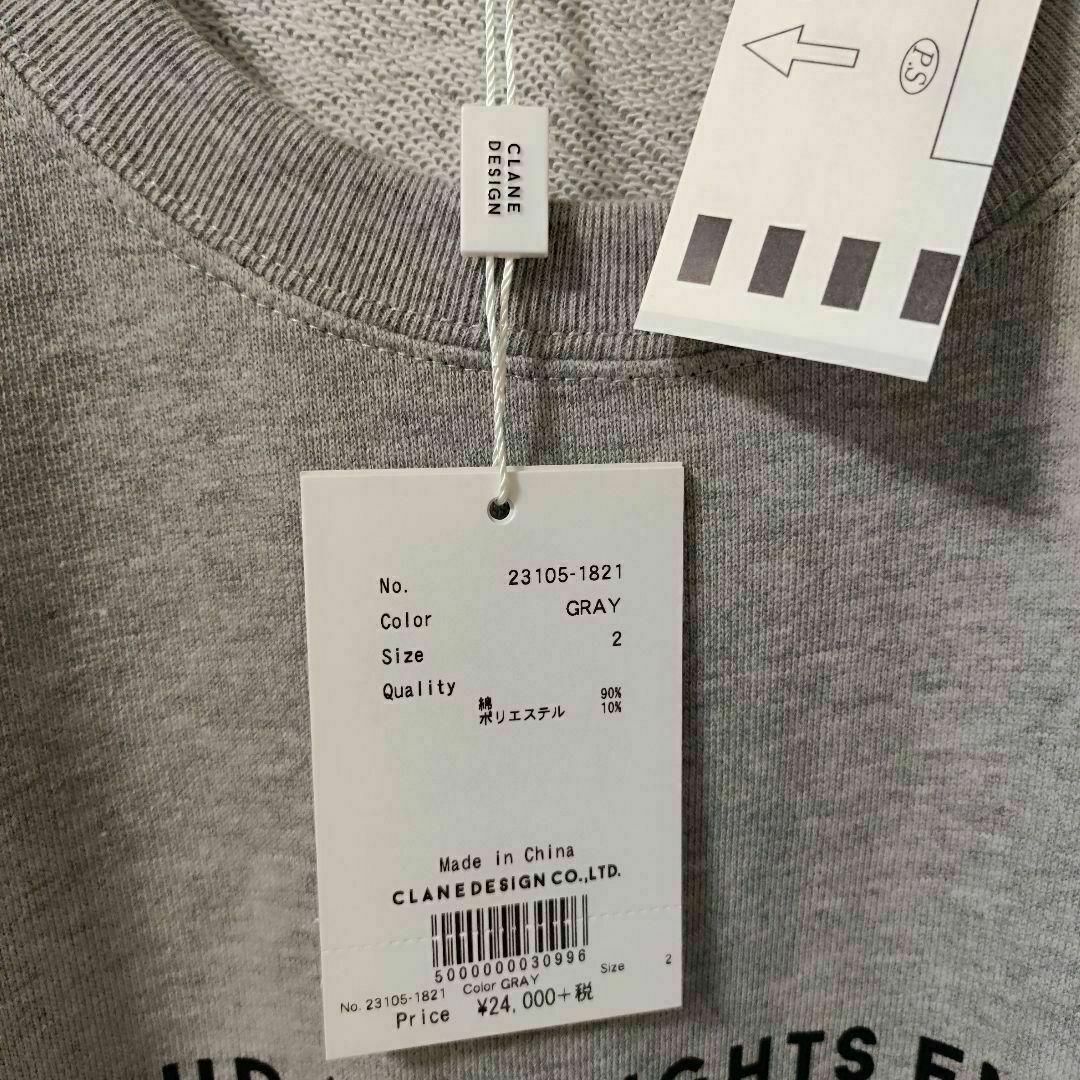 CLANE
DESIGN
P.S
No. 23105-1821
Color GRAY
Size 2
Quality
綿 90%
ポリエステル 10%
Made in China
CLANE DESIGN CO.,LTD.
5000000030996
No. 23105-1821 Color GRAY Size 2
Price ¥24,000+税